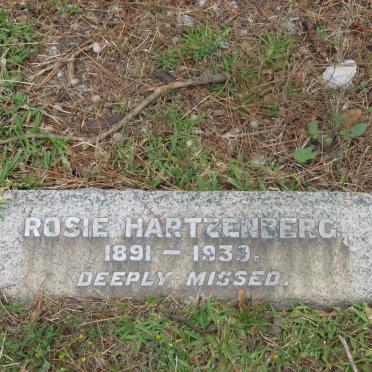 ROSIE HARTZENBERG.
1891 – 1939.
DEEPLY MISSED.